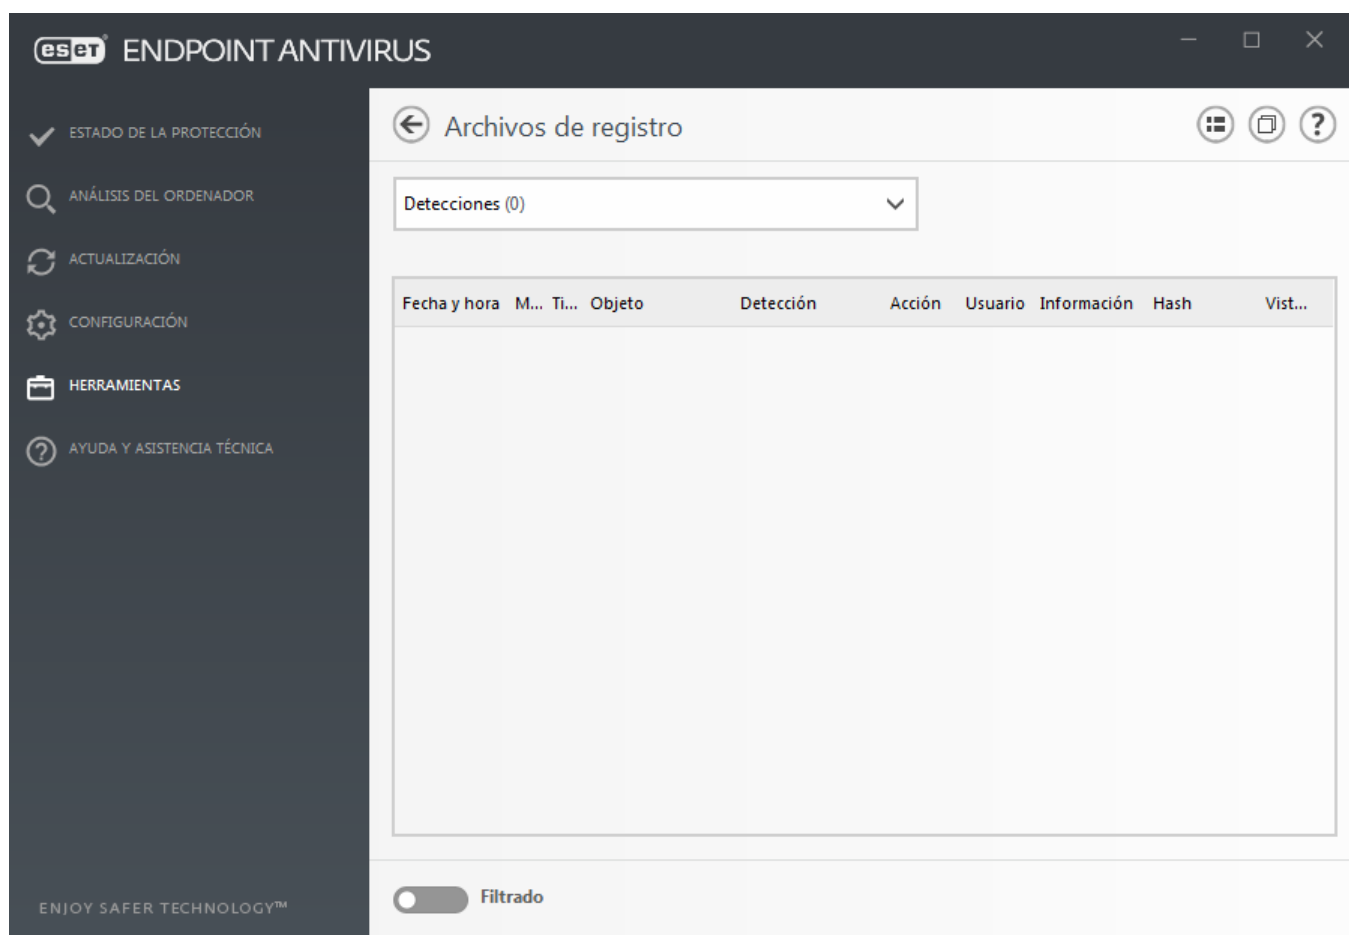 eset ENDPOINT ANTIVIRUS
ESTADO DE LA PROTECCIÓN
ANÁLISIS DEL ORDENADOR
ACTUALIZACIÓN
CONFIGURACIÓN
HERRAMIENTAS
AYUDA Y ASISTENCIA TÉCNICA
ENJOY SAFER TECHNOLOGY™
Archivos de registro
Detecciones (0)
Fecha y hora M... Ti... Objeto Detección Acción Usuario Información Hash Vist...
Filtrado